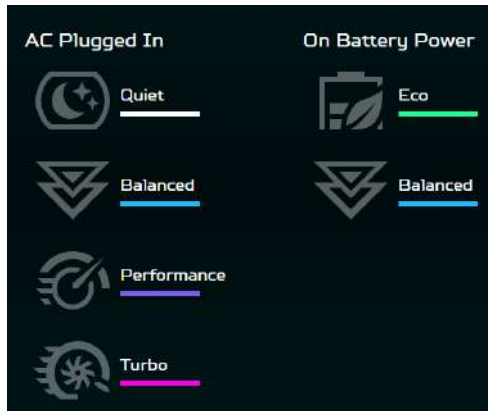 AC Plugged In
On Battery Power
Quiet
Eco
Balanced
Balanced
Performance
Turbo